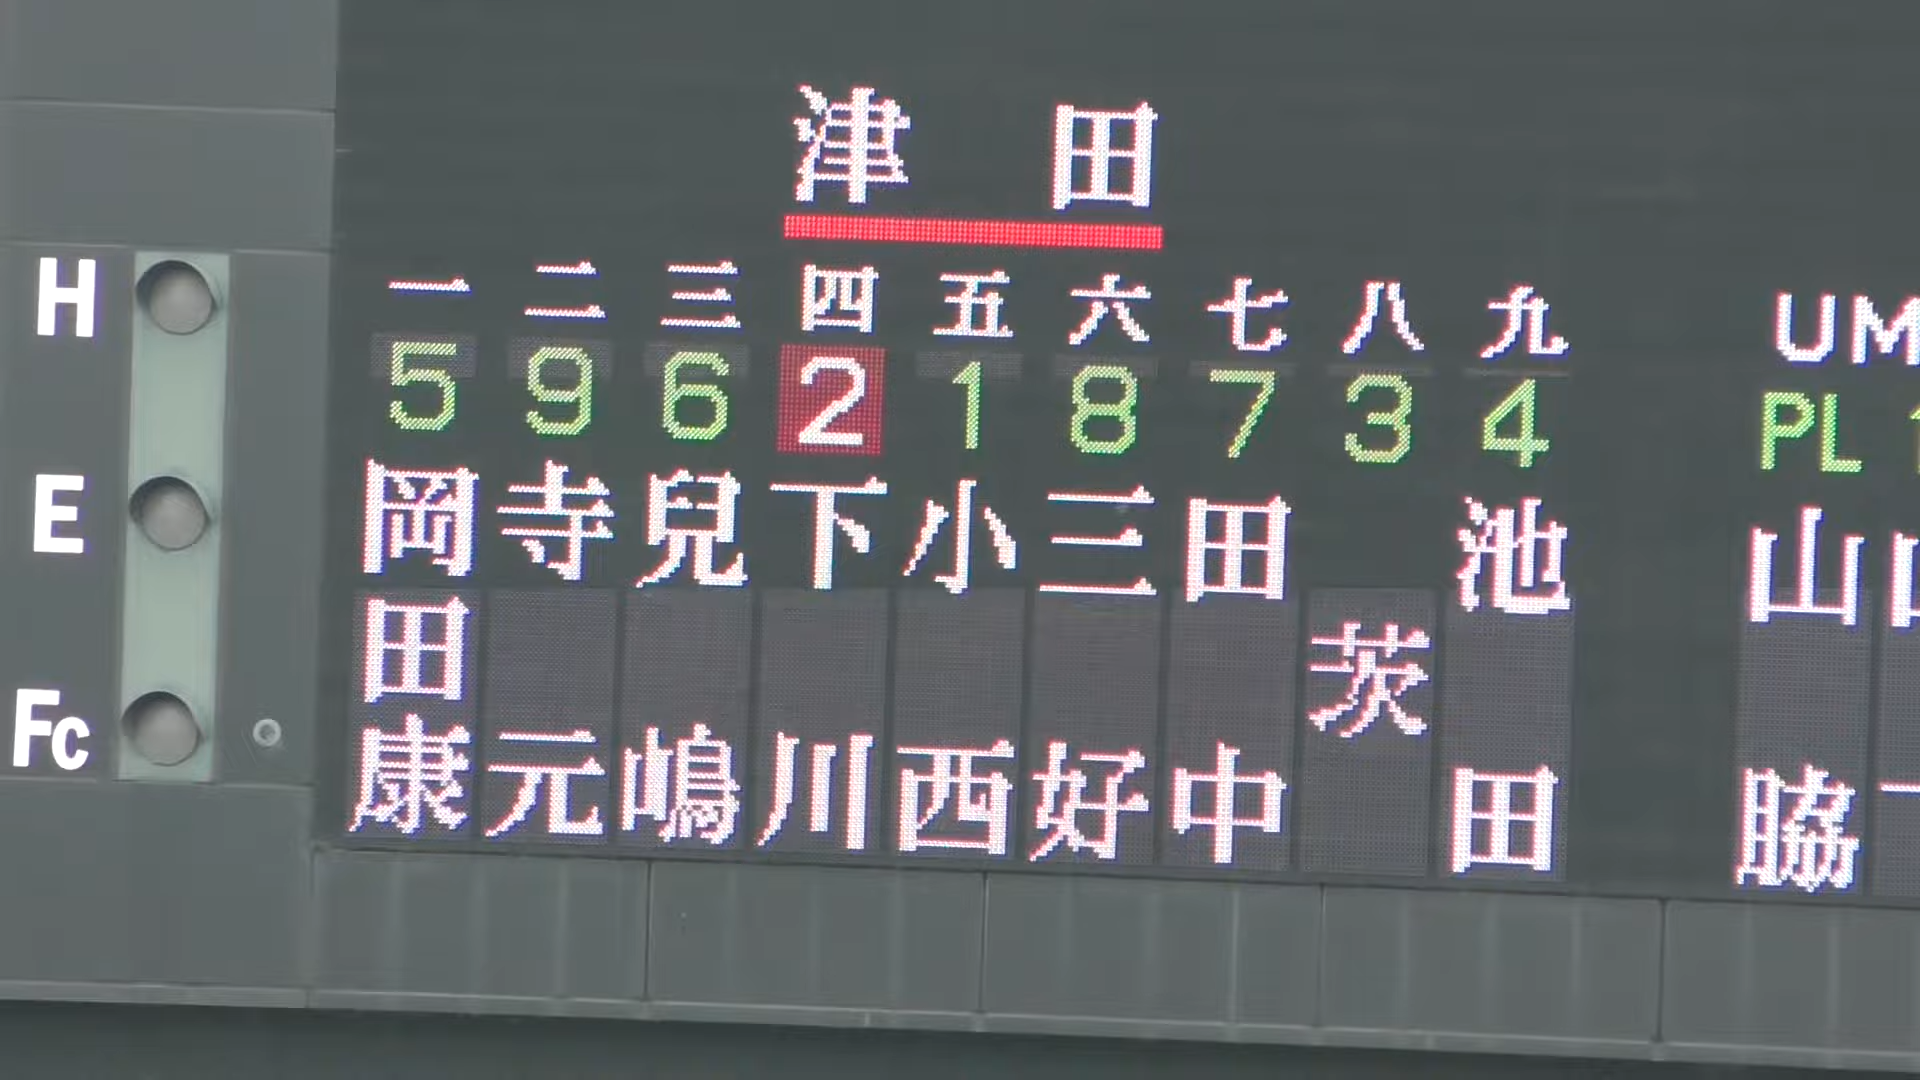 津田
一 二 三 四 五 六 七 八 九
5 9 6 2 1 8 7 3 4
岡田康
寺元
兒嶋
下川
小西
三好
田中
茨
池田
H
E
Fc
UM
PL
山脇